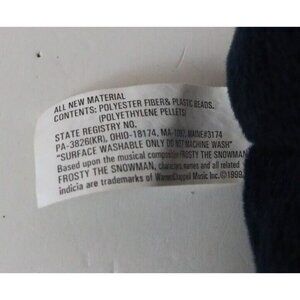 ALL NEW MATERIAL
CONTENTS: POLYESTER FIBER& PLASTIC BEADS.
(POLYETHYLENE PELLETS)
STATE REGISTRY NO.
PA-3826(KR), OHIO-18174, MA-1097, MAINE#3174
"SURFACE WASHABLE ONLY DO NOT MACHINE WASH"
Based upon the musical composition FROSTY THE SNOWMAN
FROSTY THE SNOWMAN, characters names and all related
indicia are trademarks of Warner/Chappell Music Inc.©1999